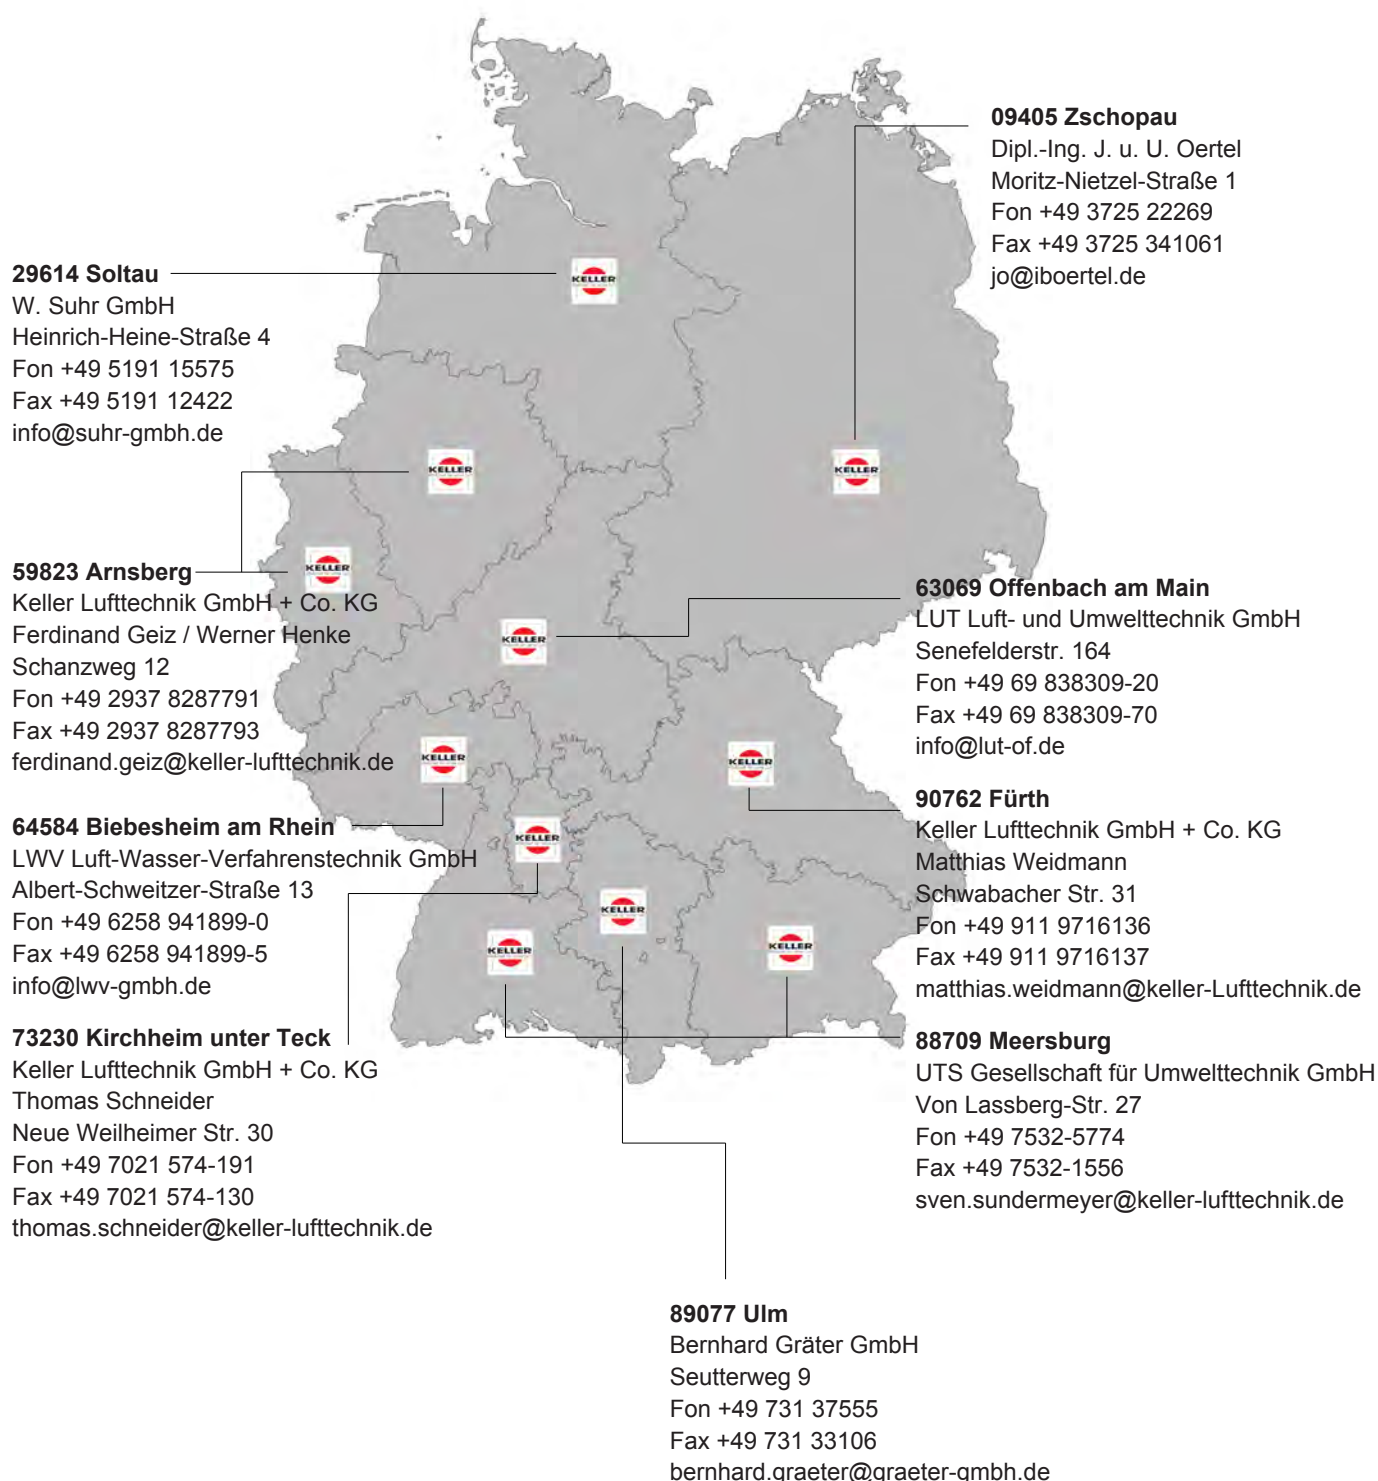 09405 Zschopau
Dipl.-Ing. J. u. U. Oertel
Moritz-Nietzel-Straße 1
Fon +49 3725 22269
Fax +49 3725 341061
jo@iboertel.de
29614 Soltau
W. Suhr GmbH
Heinrich-Heine-Straße 4
Fon +49 5191 15575
Fax +49 5191 12422
info@suhr-gmbh.de
KELLER
KELLER
KELLER
KELLER
KELLER
KELLER
KELLER
KELLER
KELLER
KELLER
KELLER
59823 Arnsberg
Keller Lufttechnik GmbH + Co. KG
Ferdinand Geiz / Werner Henke
Schanzweg 12
Fon +49 2937 8287791
Fax +49 2937 8287793
ferdinand.geiz@keller-lufttechnik.de
63069 Offenbach am Main
LUT Luft- und Umwelttechnik GmbH
Senefelderstr. 164
Fon +49 69 838309-20
Fax +49 69 838309-70
info@lut-of.de
64584 Biebesheim am Rhein
LWV Luft-Wasser-Verfahrenstechnik GmbH
Albert-Schweitzer-Straße 13
Fon +49 6258 941899-0
Fax +49 6258 941899-5
info@lwv-gmbh.de
90762 Fürth
Keller Lufttechnik GmbH + Co. KG
Matthias Weidmann
Schwabacher Str. 31
Fon +49 911 9716136
Fax +49 911 9716137
matthias.weidmann@keller-Lufttechnik.de
73230 Kirchheim unter Teck
Keller Lufttechnik GmbH + Co. KG
Thomas Schneider
Neue Weilheimer Str. 30
Fon +49 7021 574-191
Fax +49 7021 574-130
thomas.schneider@keller-lufttechnik.de
88709 Meersburg
UTS Gesellschaft für Umwelttechnik GmbH
Von Lassberg-Str. 27
Fon +49 7532-5774
Fax +49 7532-1556
sven.sundermeyer@keller-lufttechnik.de
89077 Ulm
Bernhard Gräter GmbH
Seutterweg 9
Fon +49 731 37555
Fax +49 731 33106
bernhard.graeter@graeter-gmbh.de